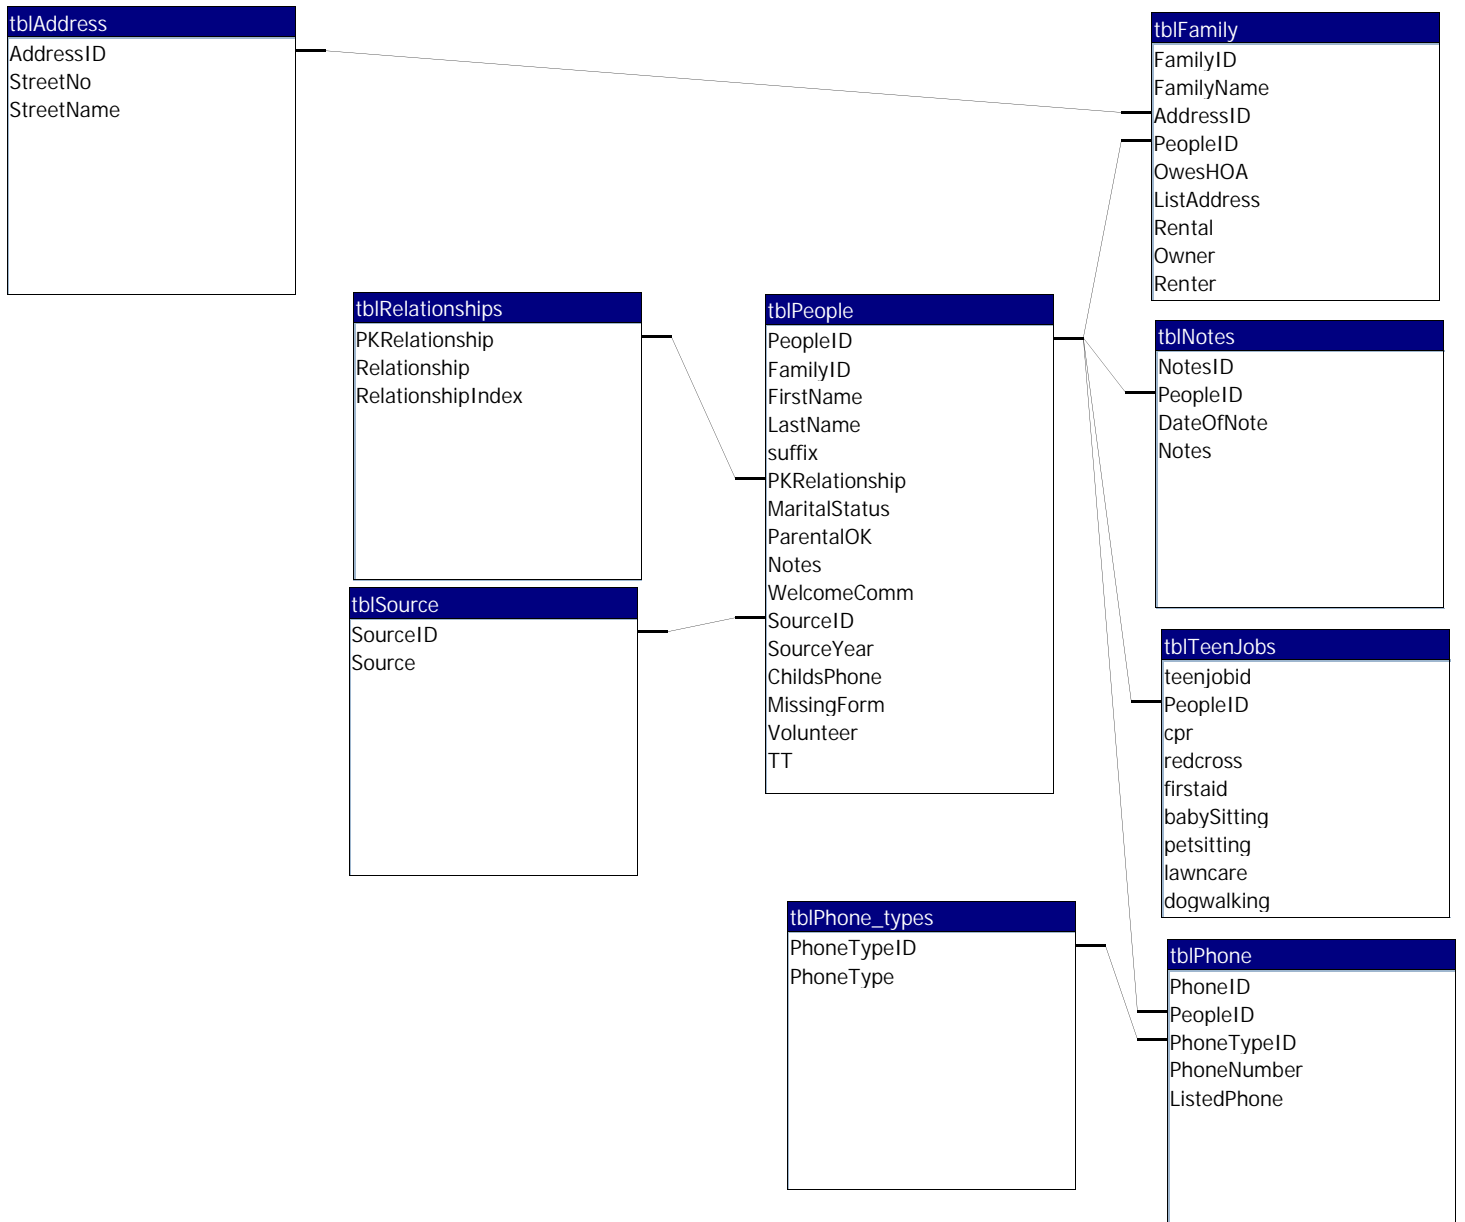 tblAddress
AddressID
StreetNo
StreetName
tblFamily
FamilyID
FamilyName
AddressID
PeopleID
OwesHOA
ListAddress
Rental
Owner
Renter
tblRelationships
PKRelationship
Relationship
RelationshipIndex
tblPeople
PeopleID
FamilyID
FirstName
LastName
suffix
PKRelationship
MaritalStatus
ParentalOK
Notes
WelcomeComm
SourceID
SourceYear
ChildsPhone
MissingForm
Volunteer
TT
tblNotes
NotesID
PeopleID
DateOfNote
Notes
tblSource
SourceID
Source
tblTeenJobs
teenjobid
PeopleID
cpr
redcross
firstaid
babySitting
petsitting
lawncare
dogwalking
tblPhone_types
PhoneTypeID
PhoneType
tblPhone
PhoneID
PeopleID
PhoneTypeID
PhoneNumber
ListedPhone